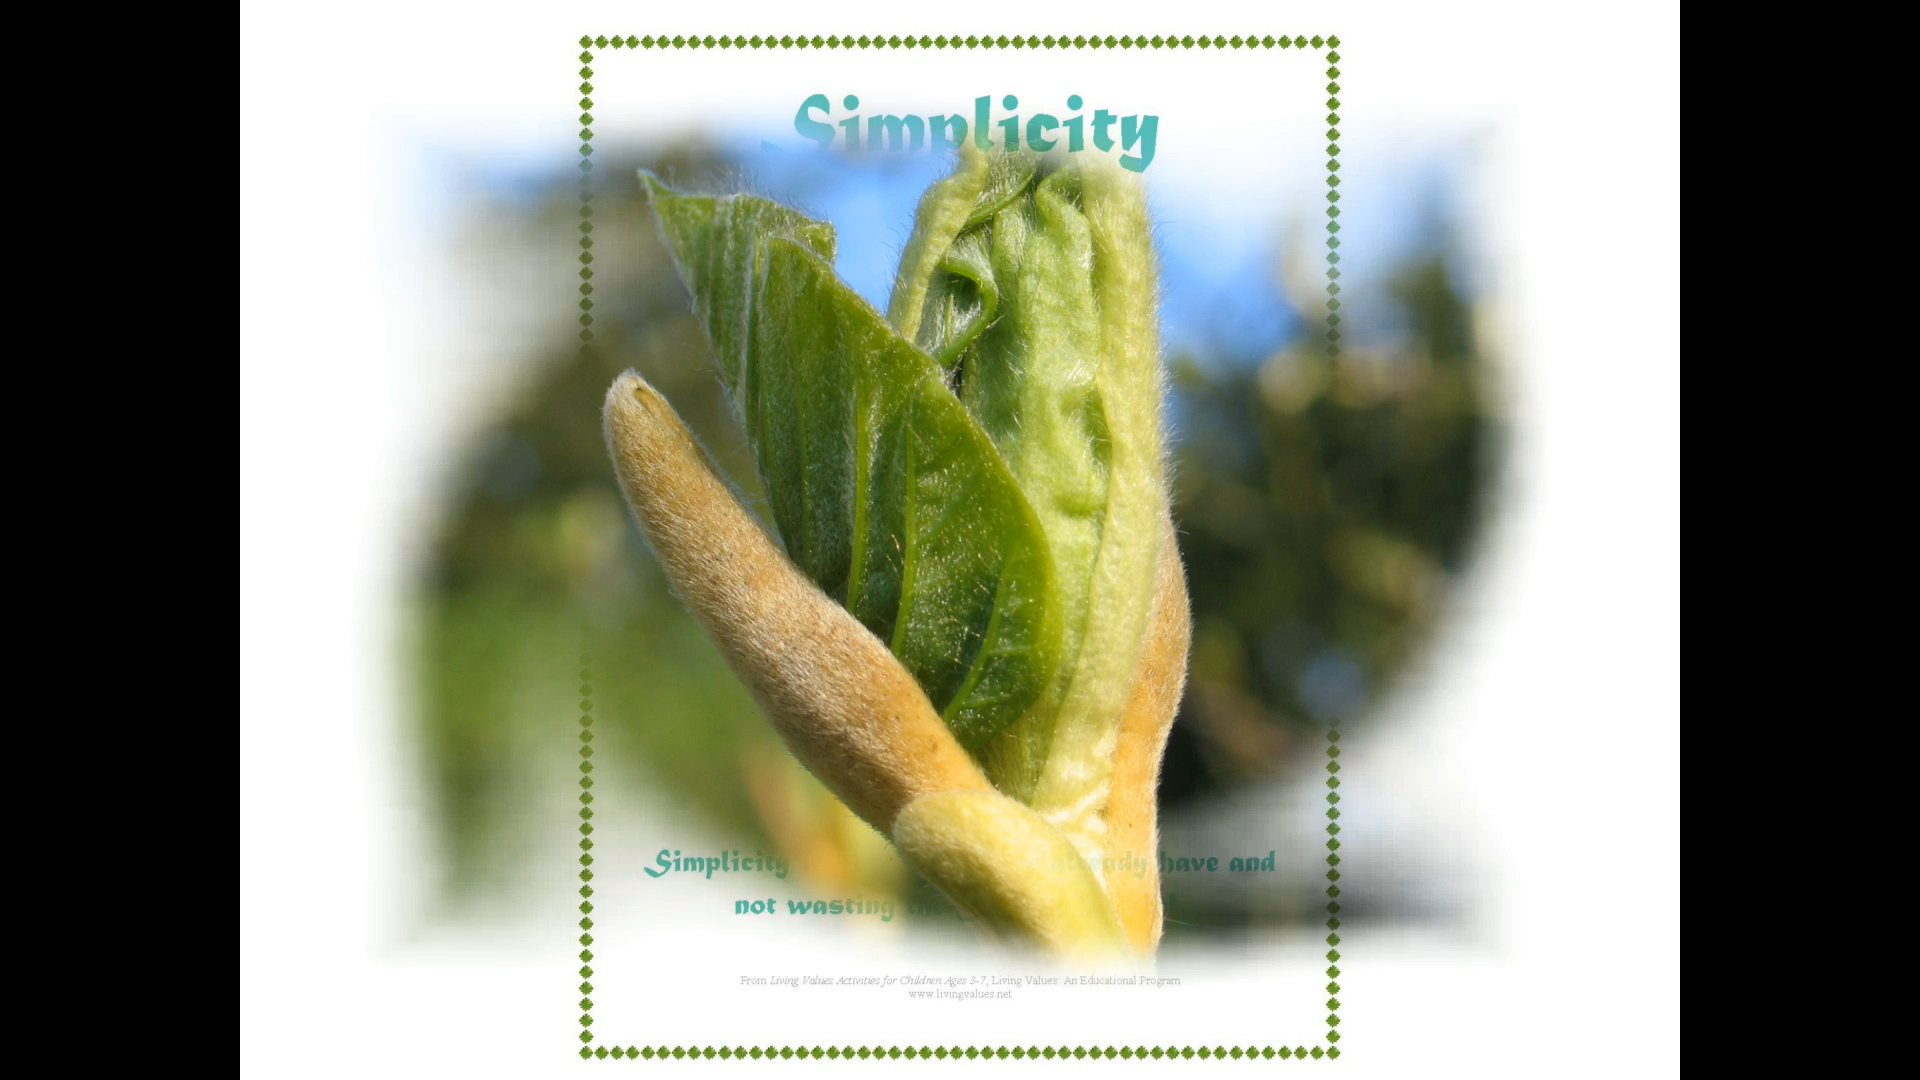 Simplicity
Simplicity already have and
not wasting
From Living Values Activities for Children Ages 3-7, Living Values: An Educational Program
www.livingvalues.net